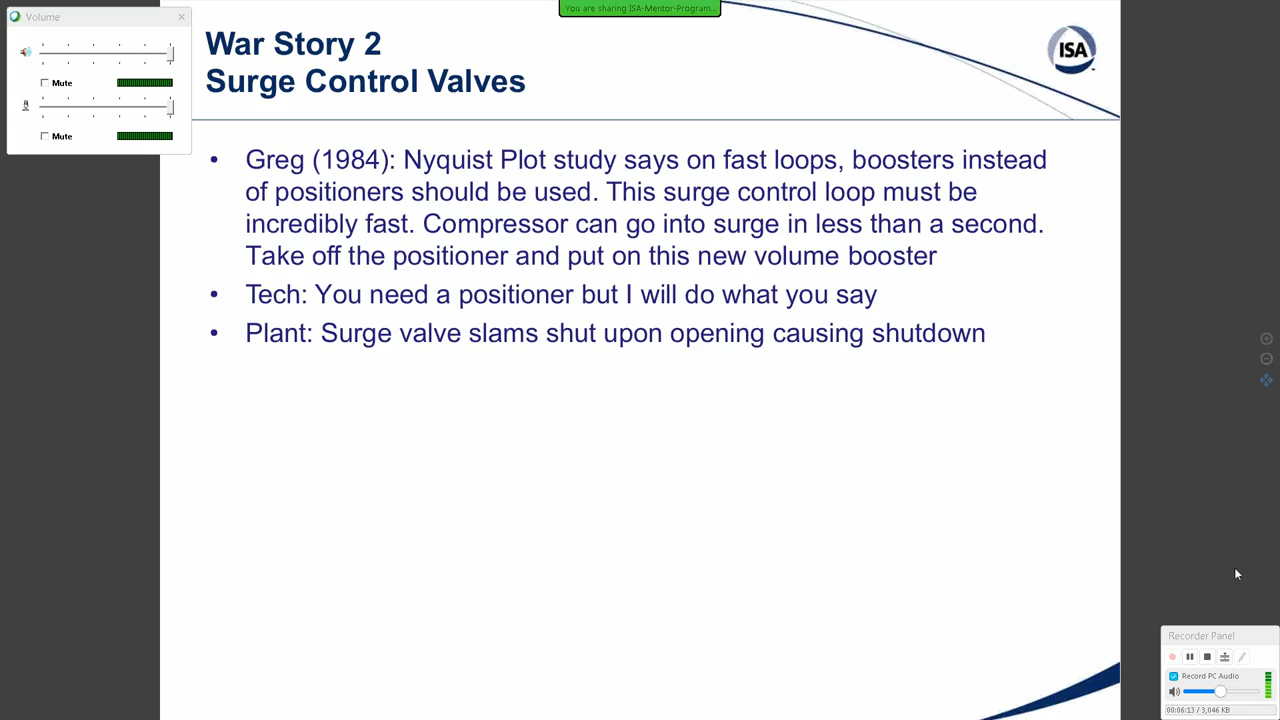 Volume
You are sharing ISA-Mentor-Program...
War Story 2
Surge Control Valves
ISA
Mute
Mute
• Greg (1984): Nyquist Plot study says on fast loops, boosters instead
of positioners should be used. This surge control loop must be
incredibly fast. Compressor can go into surge in less than a second.
Take off the positioner and put on this new volume booster
• Tech: You need a positioner but I will do what you say
• Plant: Surge valve slams shut upon opening causing shutdown
Recorder Panel
Record PC Audio
00:06:13 / 3,046 KB